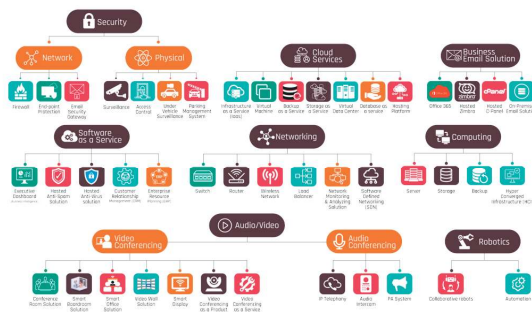 Security
Network
Physical
Firewall
End-point
Protection
Email
Security
Gateway
Surveillance
Access
Control
Under
Vehicle
Surveillance
Parking
Management
System
Cloud
Services
Infrastructure
as a Service
(IaaS)
Virtual
Machine
Backup
as a Service
Storage as
a Service
Virtual
Data Center
Database as
a service
Hosting
Platform
Business
Email Solution
Office 365
Hosted
Zimbra
Hosted
C-Panel
On-Premise
Email Solution
Software
as a Service
Executive
Dashboard
Hosted
Anti-Spam
Solution
Hosted
Anti-Virus
solution
Customer
Relationship
Management (CRM)
Enterprise
Resource
Planning (ERP)
Networking
Switch
Router
Wireless
Network
Load
Balancer
Network
Monitoring
& Analyzing
Solution
Software
Defined
Networking
(SDN)
Computing
Server
Storage
Backup
Hyper
Converged
Infrastructure (HCI)
Audio/Video
Video
Conferencing
Audio
Conferencing
Conference
Room Solution
Smart
Boardroom
Solution
Smart
Office
Solution
Video Wall
Solution
Smart
Display
Video
Conferencing
as a Product
Video
Conferencing
as a Service
IP Telephony
Audio
Intercom
PA System
Robotics
Collaborative robots
Automation